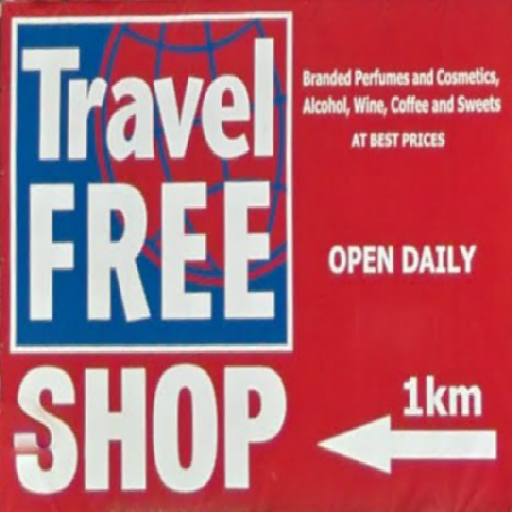 Travel
FREE
SHOP
Branded Perfumes and Cosmetics,
Alcohol, Wine, Coffee and Sweets
AT BEST PRICES
OPEN DAILY
1km